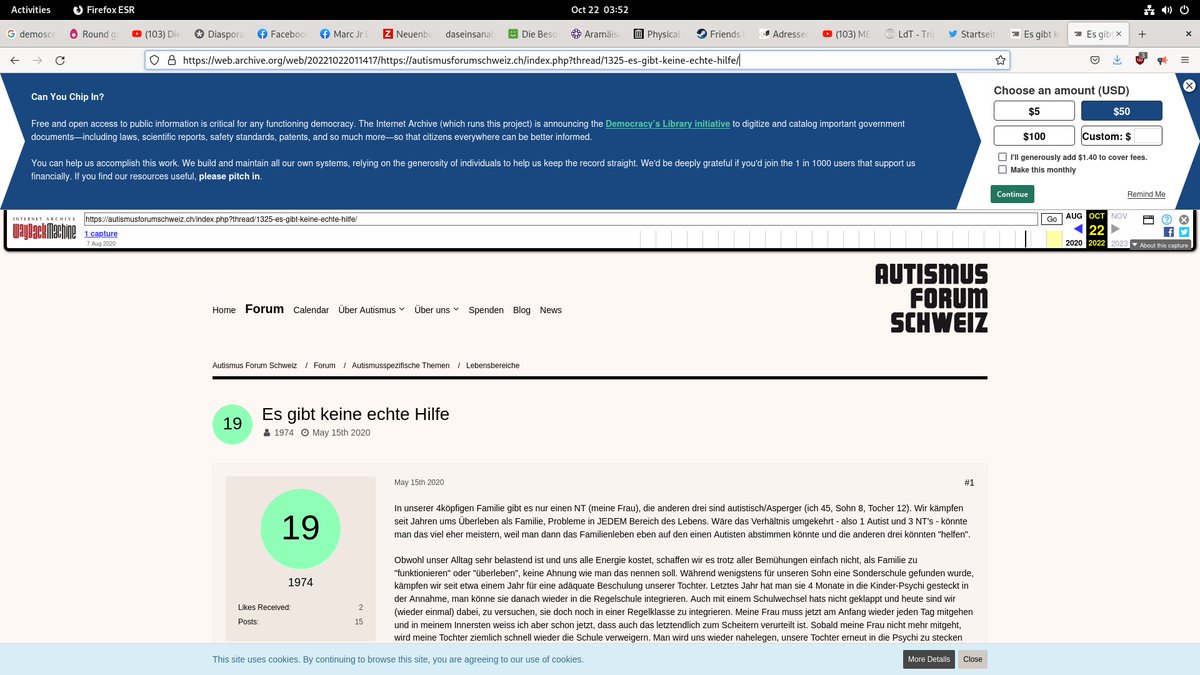 Activities Firefox ESR Oct 22 03:52
demosce Round g (103) Die Diaspora Faceboo Marc Jr L Neuenbu daseinsanal Die Beso Aramäis Physical Friends L Adresser (103) ME LdT - Trip Startseit Es gibt k Es gibt
https://web.archive.org/web/20221022011417/https://autismusforumschweiz.ch/index.php?thread/1325-es-gibt-keine-echte-hilfe/
Can You Chip In?
Free and open access to public information is critical for any functioning democracy. The Internet Archive (which runs this project) is announcing the Democracy's Library initiative to digitize and catalog important government
documents—including laws, scientific reports, safety standards, patents, and so much more—so that citizens everywhere can be better informed.
You can help us accomplish this work. We build and maintain all our own systems, relying on the generosity of individuals to help us keep the record straight. We'd be deeply grateful if you'd join the 1 in 1000 users that support us
financially. If you find our resources useful, please pitch in.
Choose an amount (USD)
$5 $50
$100 Custom: $
I'll generously add $1.40 to cover fees.
Make this monthly
Continue Remind Me
INTERNET ARCHIVE
WayBackMachine
https://autismusforumschweiz.ch/index.php?thread/1325-es-gibt-keine-echte-hilfe/ Go
1 capture
7 Aug 2020
AUG OCT NOV
22
2020 2022 2023
About this capture
AUTISMUS
FORUM
SCHWEIZ
Home Forum Calendar Über Autismus Über uns Spenden Blog News
Autismus Forum Schweiz / Forum / Autismusspezifische Themen / Lebensbereiche
19 Es gibt keine echte Hilfe
1974 May 15th 2020
19
1974
Likes Received: 2
Posts: 15
May 15th 2020 #1
In unserer 4köpfigen Familie gibt es nur einen NT (meine Frau), die anderen drei sind autistisch/Asperger (ich 45, Sohn 8, Tocher 12). Wir kämpfen
seit Jahren ums Überleben als Familie, Probleme in JEDEM Bereich des Lebens. Wäre das Verhältnis umgekehrt - also 1 Autist und 3 NT's - könnte
man das viel eher meistern, weil man dann das Familienleben eben auf den einen Autisten abstimmen könnte und die anderen drei könnten "helfen".
Obwohl unser Alltag sehr belastend ist und uns alle Energie kostet, schaffen wir es trotz aller Bemühungen einfach nicht, als Familie zu
"funktionieren" oder "überleben", keine Ahnung wie man das nennen soll. Während wenigstens für unseren Sohn eine Sonderschule gefunden wurde,
kämpfen wir seit etwa einem Jahr für eine adäquate Beschulung unserer Tochter. Letztes Jahr hat man sie 4 Monate in die Kinder-Psychi gesteckt in
der Annahme, man könne sie danach wieder in die Regelschule integrieren. Auch mit einem Schulwechsel hats nicht geklappt und heute sind wir
(wieder einmal) dabei, zu versuchen, sie doch noch in einer Regelklasse zu integrieren. Meine Frau muss jetzt am Anfang wieder jeden Tag mitgehen
und in meinem Innersten weiss ich aber schon jetzt, dass auch das letztendlich zum Scheitern verurteilt ist. Sobald meine Frau nicht mehr mitgeht,
wird meine Tochter ziemlich schnell wieder die Schule verweigern. Man wird uns wieder nahelegen, unsere Tochter erneut in die Psychi zu stecken
This site uses cookies. By continuing to browse this site, you are agreeing to our use of cookies. More Details Close